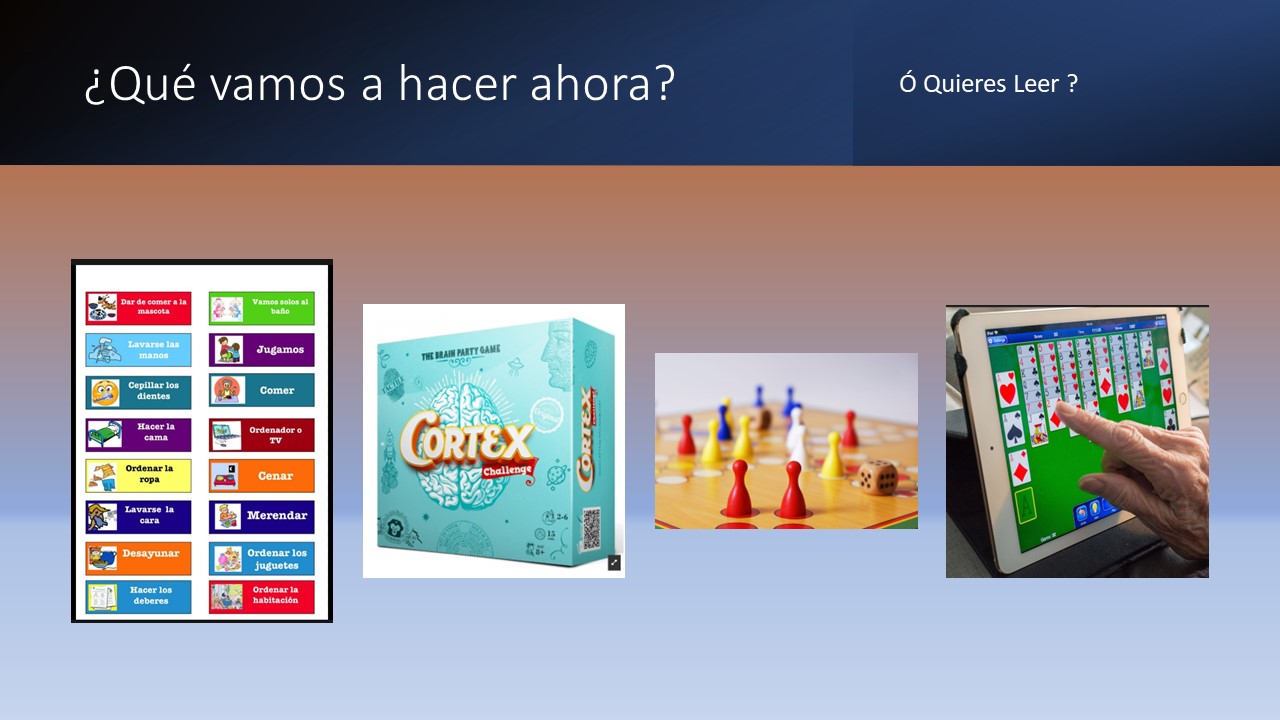 ¿Qué vamos a hacer ahora?
Ó Quieres Leer ?
Dar de comer a la
mascota
Vamos solos al
baño
Lavarse las
manos
Jugamos
Cepillar los
dientes
Comer
Hacer la
cama
Ordenador o
TV
Ordenar la
ropa
Cenar
Lavarse la
cara
Merendar
Desayunar
Ordenar los
juguetes
Hacer los
deberes
Ordenar la
habitación
THE BRAIN PARTY GAME
CORTEX
Challenge
CORTEX
2-6
15
8+